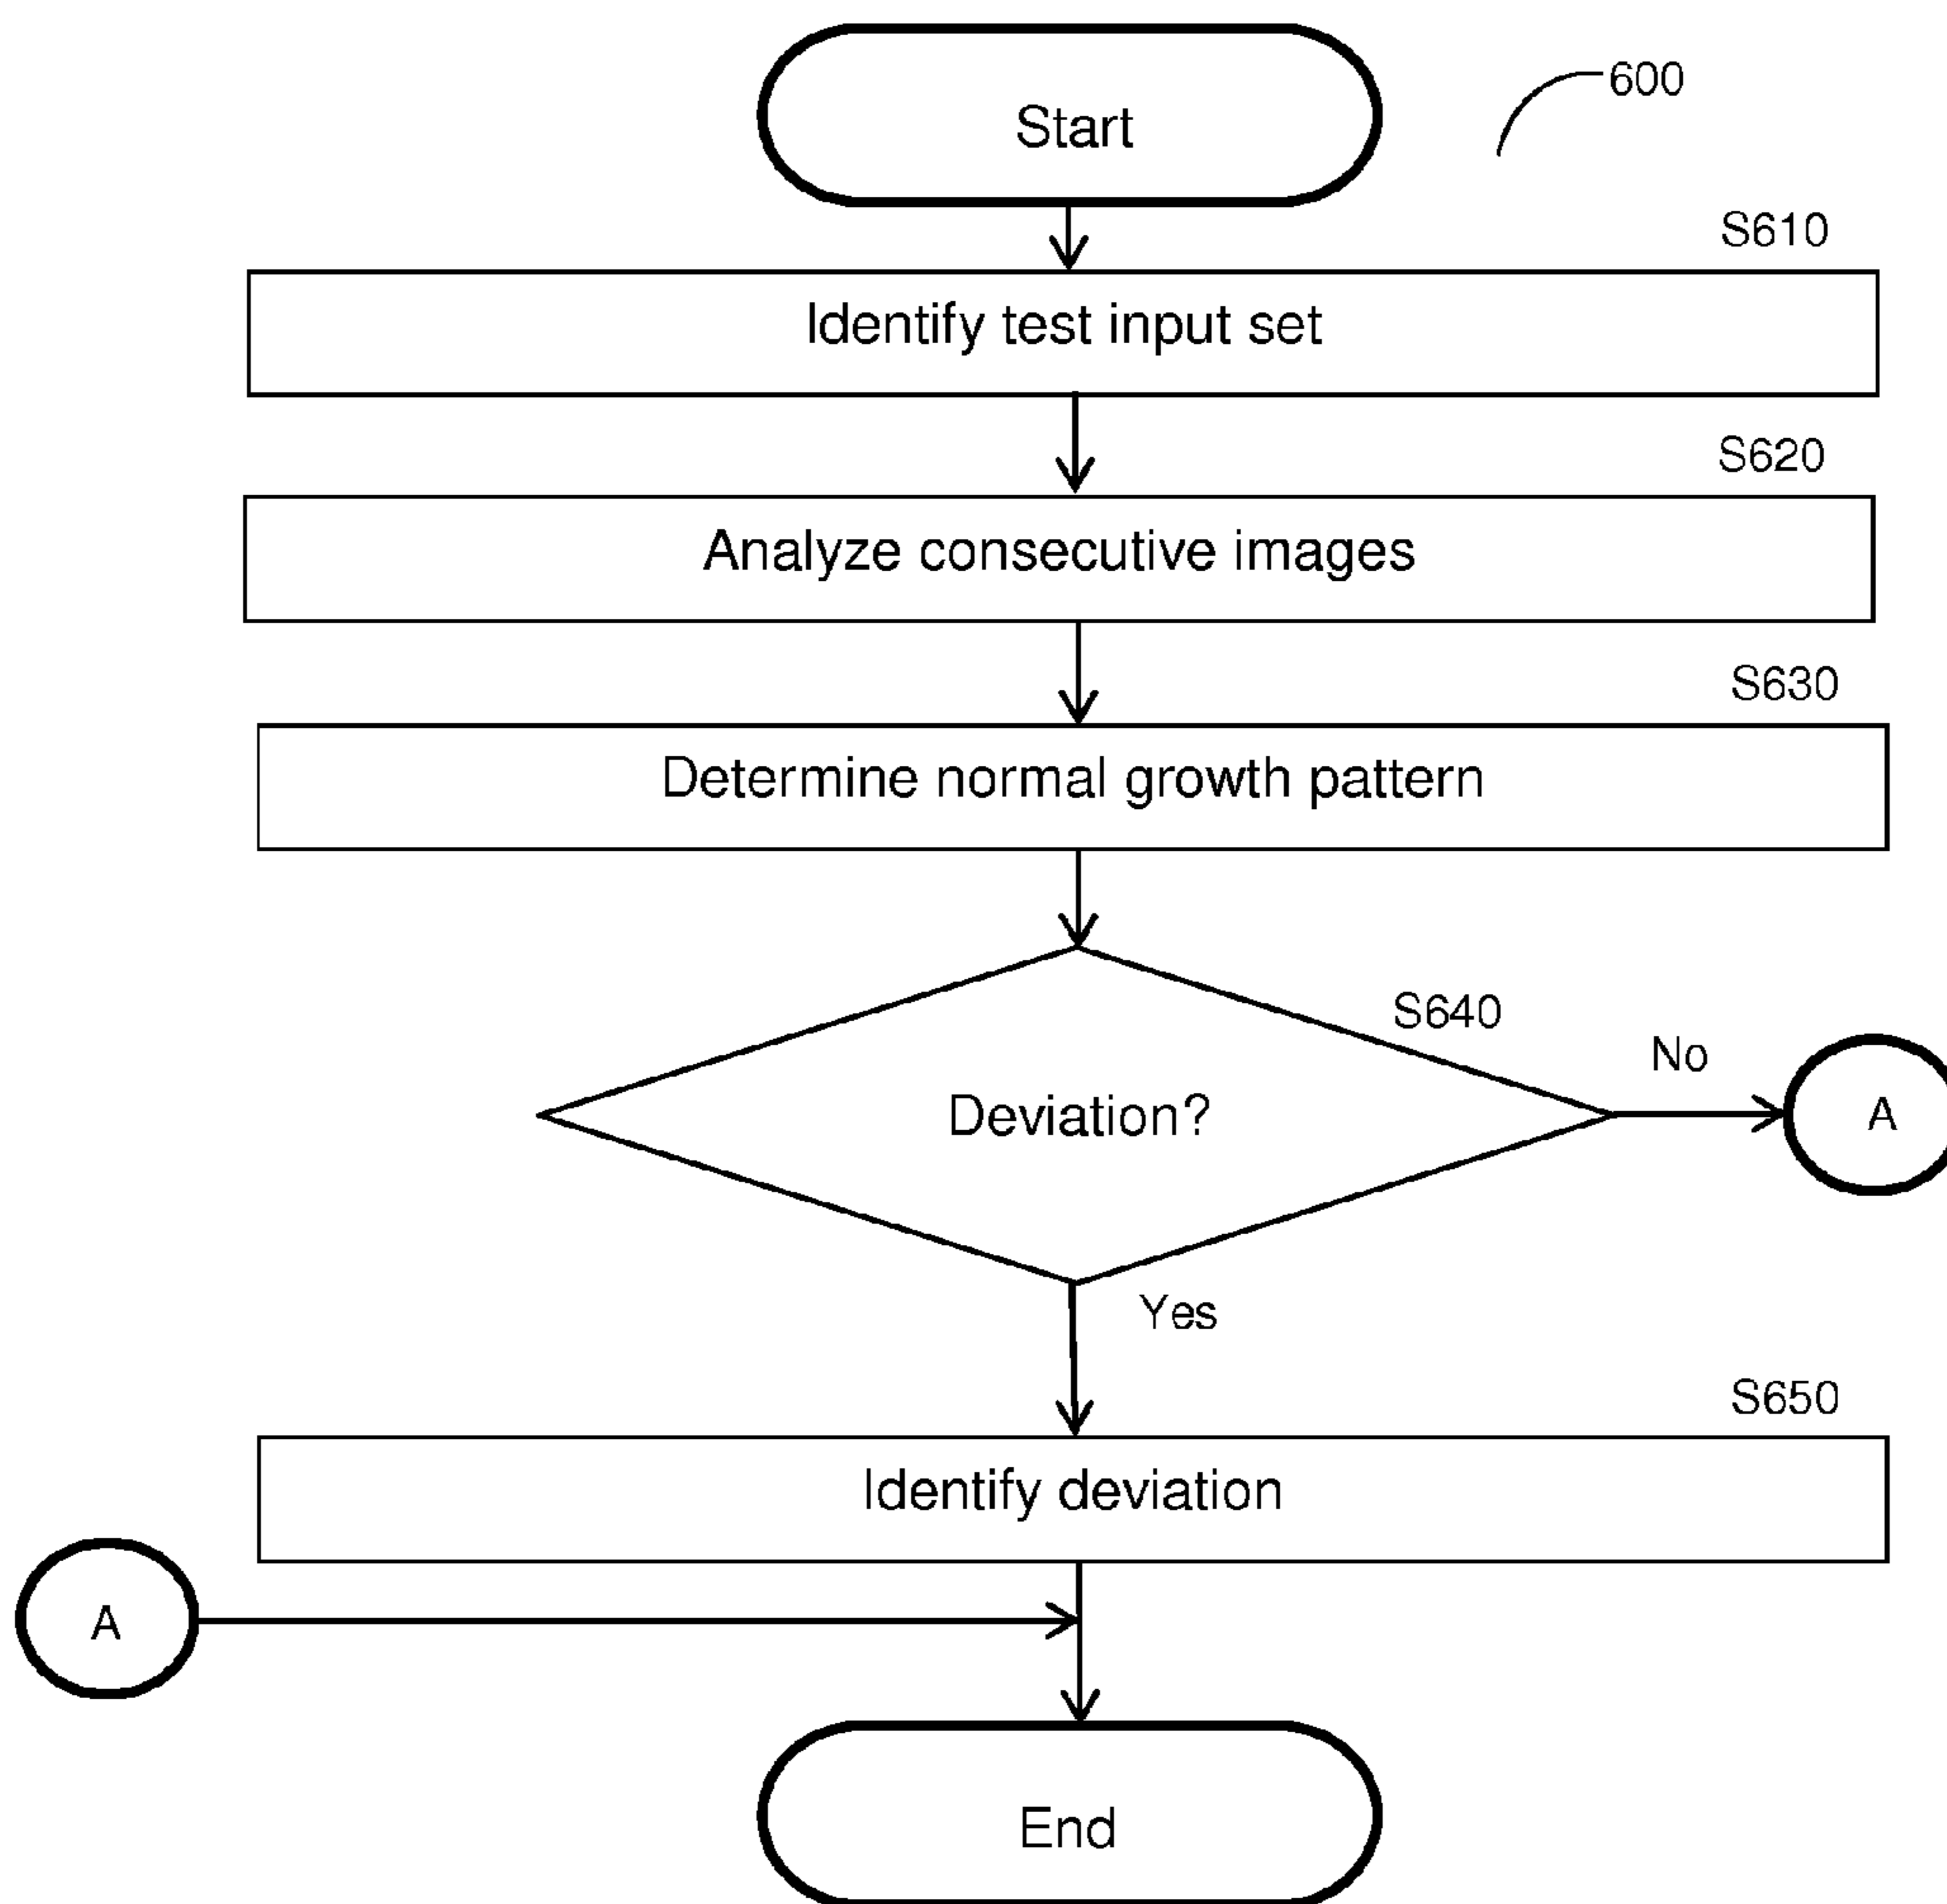 Start
600
S610
Identify test input set
S620
Analyze consecutive images
S630
Determine normal growth pattern
S640
No
Deviation?
A
Yes
S650
Identify deviation
A
End